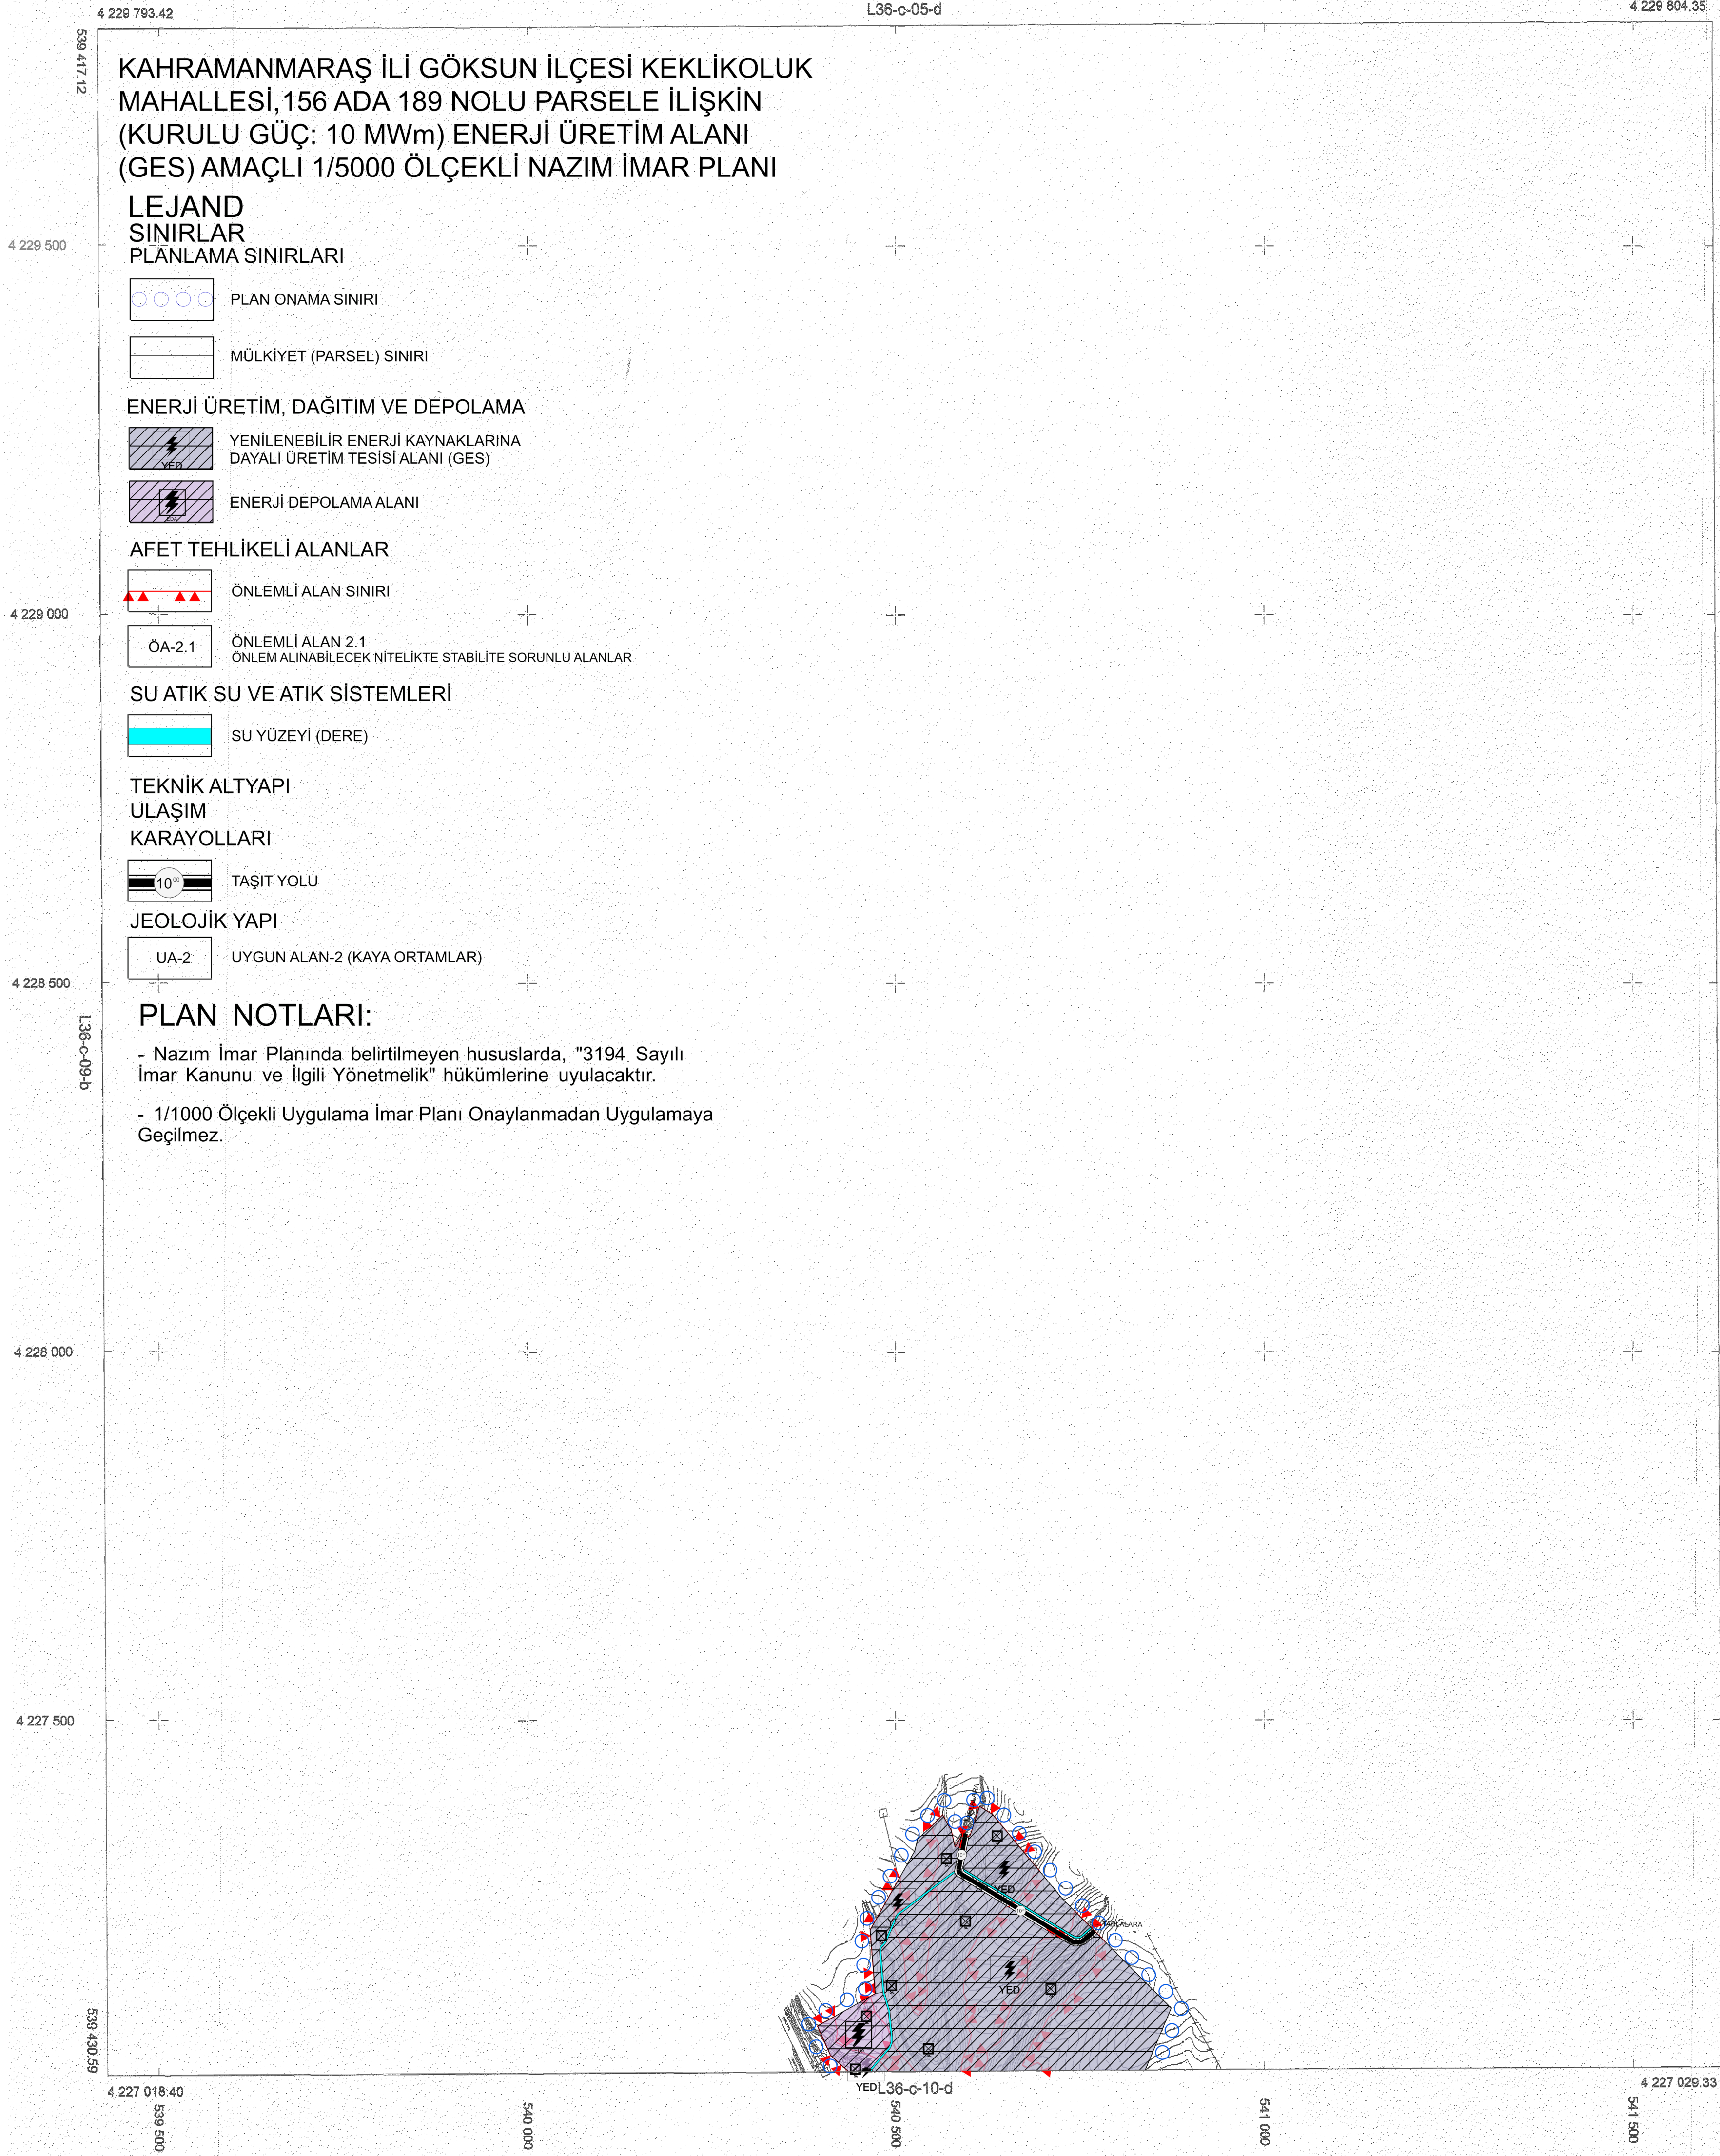 4 229 793.42
L36-c-05-d
4 229 804.35
539 417.12
KAHRAMANMARAŞ İLİ GÖKSUN İLÇESİ KEKLİKOLUK
MAHALLESİ,156 ADA 189 NOLU PARSELE İLİŞKİN
(KURULU GÜÇ: 10 MWm) ENERJİ ÜRETİM ALANI
(GES) AMAÇLI 1/5000 ÖLÇEKLİ NAZIM İMAR PLANI
LEJAND
SINIRLAR
4 229 500
PLANLAMA SINIRLARI
PLAN ONAMA SINIRI
MÜLKİYET (PARSEL) SINIRI
ENERJİ ÜRETİM, DAĞITIM VE DEPOLAMA
YED
YENİLENEBİLİR ENERJİ KAYNAKLARINA
DAYALI ÜRETİM TESİSİ ALANI (GES)
ENERJİ DEPOLAMA ALANI
AFET TEHLİKELİ ALANLAR
ÖNLEMLİ ALAN SINIRI
4 229 000
ÖA-2.1
ÖNLEMLİ ALAN 2.1
ÖNLEM ALINABİLECEK NİTELİKTE STABİLİTE SORUNLU ALANLAR
SU ATIK SU VE ATIK SİSTEMLERİ
SU YÜZEYİ (DERE)
TEKNİK ALTYAPI
ULAŞIM
KARAYOLLARI
10.00
TAŞIT YOLU
JEOLOJİK YAPI
UA-2
UYGUN ALAN-2 (KAYA ORTAMLAR)
4 228 500
PLAN NOTLARI:
L36-c-09-b
- Nazım İmar Planında belirtilmeyen hususlarda, "3194 Sayılı
İmar Kanunu ve İlgili Yönetmelik" hükümlerine uyulacaktır.
- 1/1000 Ölçekli Uygulama İmar Planı Onaylanmadan Uygulamaya
Geçilmez.
4 228 000
4 227 500
YED
YED
YED
539 430.59
YED
L36-c-10-d
4 227 018.40
4 227 029.33
539 500
540 000
540 500
541 000
541 500